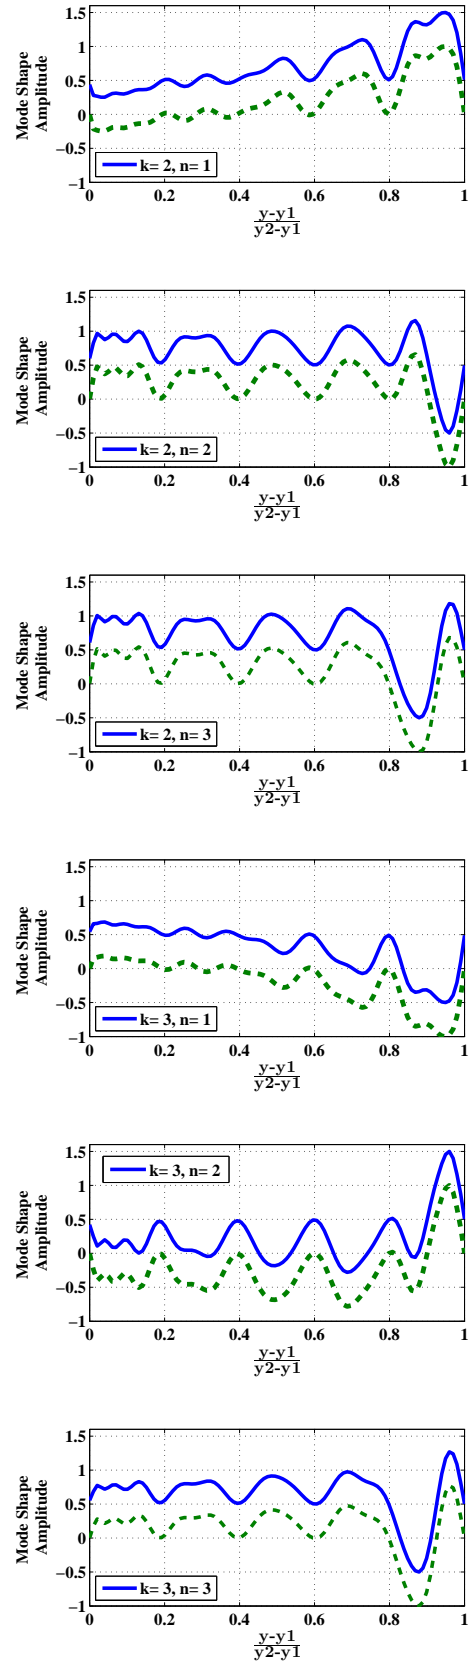 Mode Shape
Amplitude
1.5
1
0.5
0
−0.5
−1
k= 2, n= 1
0 0.2 0.4 0.6 0.8 1
y-y1
y2-y1
Mode Shape
Amplitude
1.5
1
0.5
0
−0.5
−1
k= 2, n= 2
0 0.2 0.4 0.6 0.8 1
y-y1
y2-y1
Mode Shape
Amplitude
1.5
1
0.5
0
−0.5
−1
k= 2, n= 3
0 0.2 0.4 0.6 0.8 1
y-y1
y2-y1
Mode Shape
Amplitude
1.5
1
0.5
0
−0.5
−1
k= 3, n= 1
0 0.2 0.4 0.6 0.8 1
y-y1
y2-y1
Mode Shape
Amplitude
1.5
1
0.5
0
−0.5
−1
k= 3, n= 2
0 0.2 0.4 0.6 0.8 1
y-y1
y2-y1
Mode Shape
Amplitude
1.5
1
0.5
0
−0.5
−1
k= 3, n= 3
0 0.2 0.4 0.6 0.8 1
y-y1
y2-y1